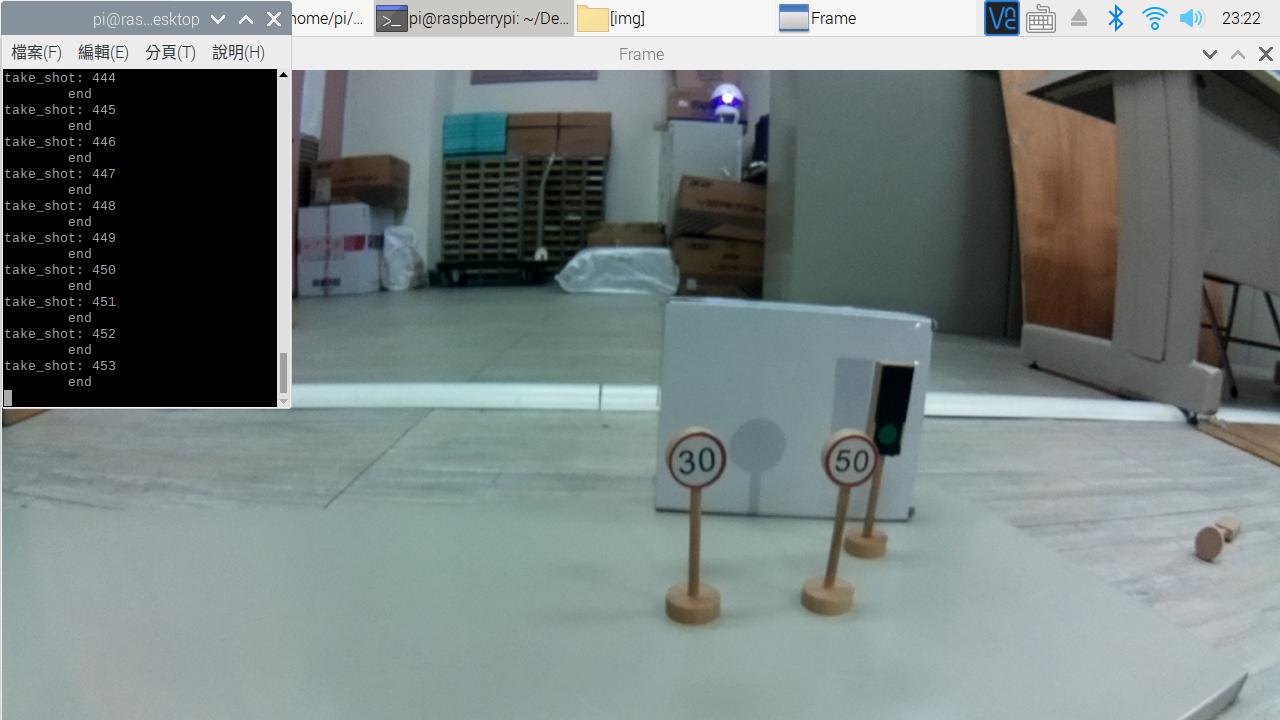 pi@ras...esktop
home/pi/...
pi@raspberrypi: ~/De...
[img]
Frame
23:22
檔案(F) 編輯(E) 分頁(T) 說明(H)
Frame
take_shot: 444
end
take_shot: 445
end
take_shot: 446
end
take_shot: 447
end
take_shot: 448
end
take_shot: 449
end
take_shot: 450
end
take_shot: 451
end
take_shot: 452
end
take_shot: 453
end
acer
VERITON
30
50